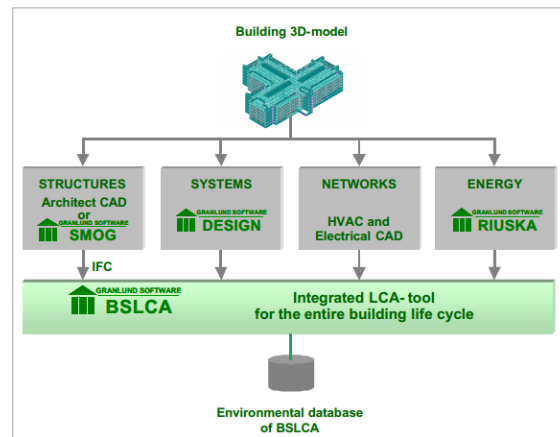 Building 3D-model
STRUCTURES
Architect CAD
or
GRANLUND SOFTWARE
SMOG
SYSTEMS
GRANLUND SOFTWARE
DESIGN
NETWORKS
HVAC and
Electrical CAD
ENERGY
GRANLUND SOFTWARE
RIUSKA
IFC
GRANLUND SOFTWARE
BSLCA
Integrated LCA- tool
for the entire building life cycle
Environmental database
of BSLCA